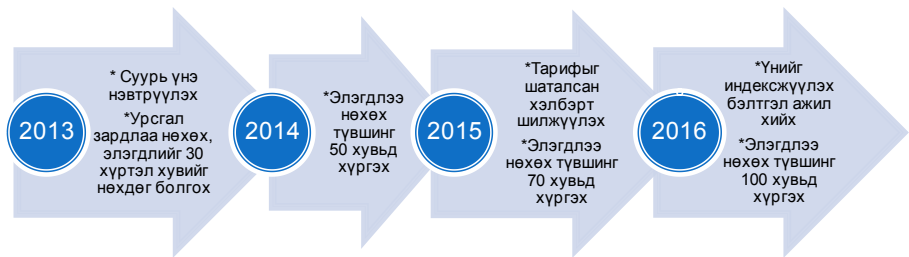 2013
* Суурь үнэ
нэвтрүүлэх
*Урсгал
зардлаа нөхөх,
элэгдлийг 30
хүртэл хувийг
нөхдөг болгох
2014
*Элэгдлээ
нөхөх
түвшинг
50 хувьд
хүргэх
2015
*Тарифыг
шаталсан
хэлбэрт
шилжүүлэх
*Элэгдлээ
нөхөх түвшинг
70 хувьд
хүргэх
2016
*Үнийг
индексжүүлэх
бэлтгэл ажил
хийх
*Элэгдлээ
нөхөх түвшинг
100 хувьд
хүргэх